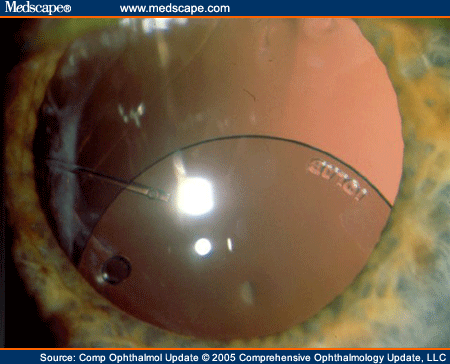 Medscape® www.medscape.com
Source: Comp Ophthalmol Update © 2005 Comprehensive Ophthalmology Update, LLC